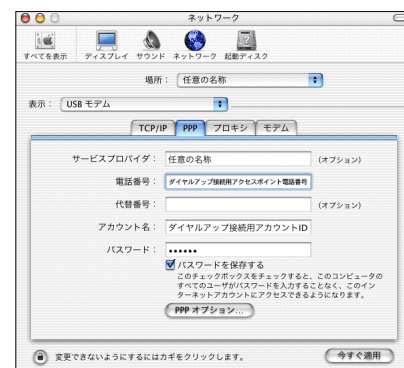 ネットワーク
すべてを表示 ディスプレイ サウンド ネットワーク 起動ディスク
場所： 任意の名称
表示： USB モデム
TCP/IP PPP プロキシ モデム
サービスプロバイダ： 任意の名称 (オプション)
電話番号： ダイヤルアップ接続用アクセスポイント電話番号
代替番号： (オプション)
アカウント名： ダイヤルアップ接続用アカウントID
パスワード： ••••••
パスワードを保存する
このチェックボックスをチェックすると、このコンピュータの
すべてのユーザがパスワードを入力することなく、このイン
ターネットアカウントにアクセスできるようになります。
PPP オプション...
変更できないようにするにはカギをクリックします。 今すぐ適用